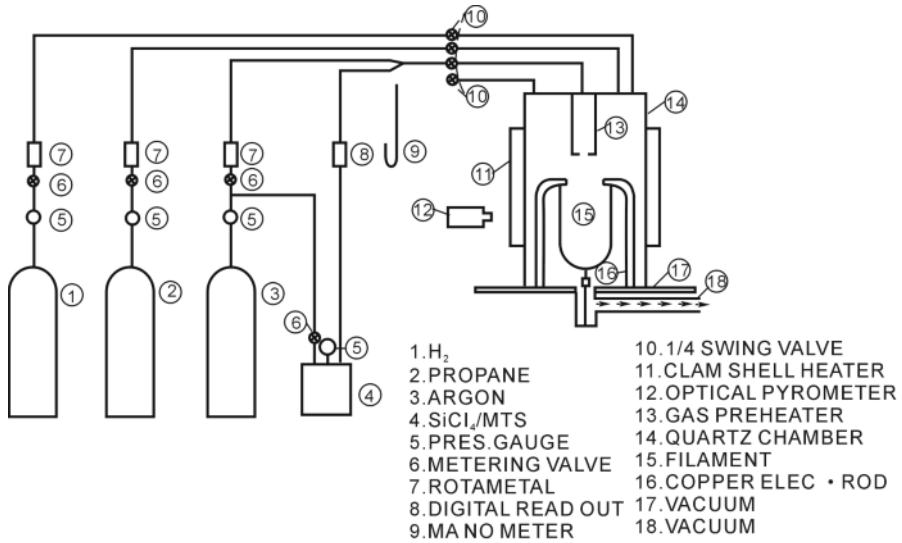 10
10
14
13
7
7
7
8
9
11
6
6
6
12
15
5
5
5
16
17
18
1
2
3
6
5
4
1.H₂
2.PROPANE
3.ARGON
4.SiCl₄/MTS
5.PRES.GAUGE
6.METERING VALVE
7.ROTAMETAL
8.DIGITAL READ OUT
9.MA NO METER
10.1/4 SWING VALVE
11.CLAM SHELL HEATER
12.OPTICAL PYROMETER
13.GAS PREHEATER
14.QUARTZ CHAMBER
15.FILAMENT
16.COPPER ELEC • ROD
17.VACUUM
18.VACUUM